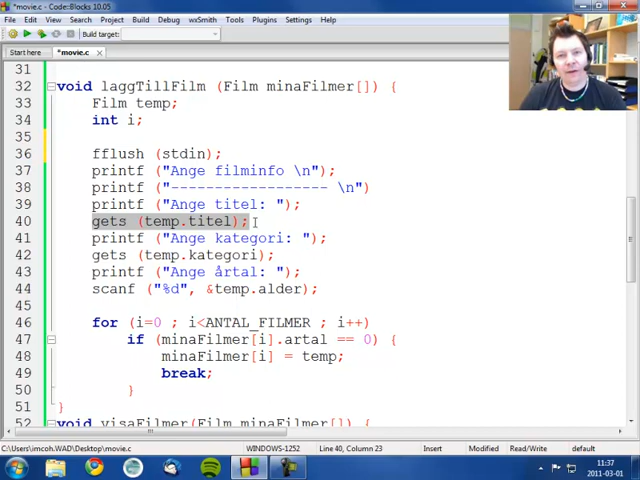 *movie.c - Code::Blocks 10.05
File Edit View Search Project Build Debug wxSmith Tools Plugins Settings Help
Build target:
Start here *movie.c
31
32 void laggTillFilm (Film minaFilmer[]) {
33 Film temp;
34 int i;
35
36 fflush (stdin);
37 printf ("Ange filminfo \n");
38 printf ("------------------ \n")
39 printf ("Ange titel: ");
40 gets (temp.titel);
41 printf ("Ange kategori: ");
42 gets (temp.kategori);
43 printf ("Ange årtal: ");
44 scanf ("%d", &temp.alder);
45
46 for (i=0 ; i<ANTAL_FILMER ; i++)
47 if (minaFilmer[i].artal == 0) {
48 minaFilmer[i] = temp;
49 break;
50 }
51 }
52 void visaFilmer(Film minaFilmer[]) {
C:\Users\imcoh.WAD\Desktop\movie.c WINDOWS-1252 Line 40, Column 23 Insert Modified Read/Write default
11:37
2011-03-01